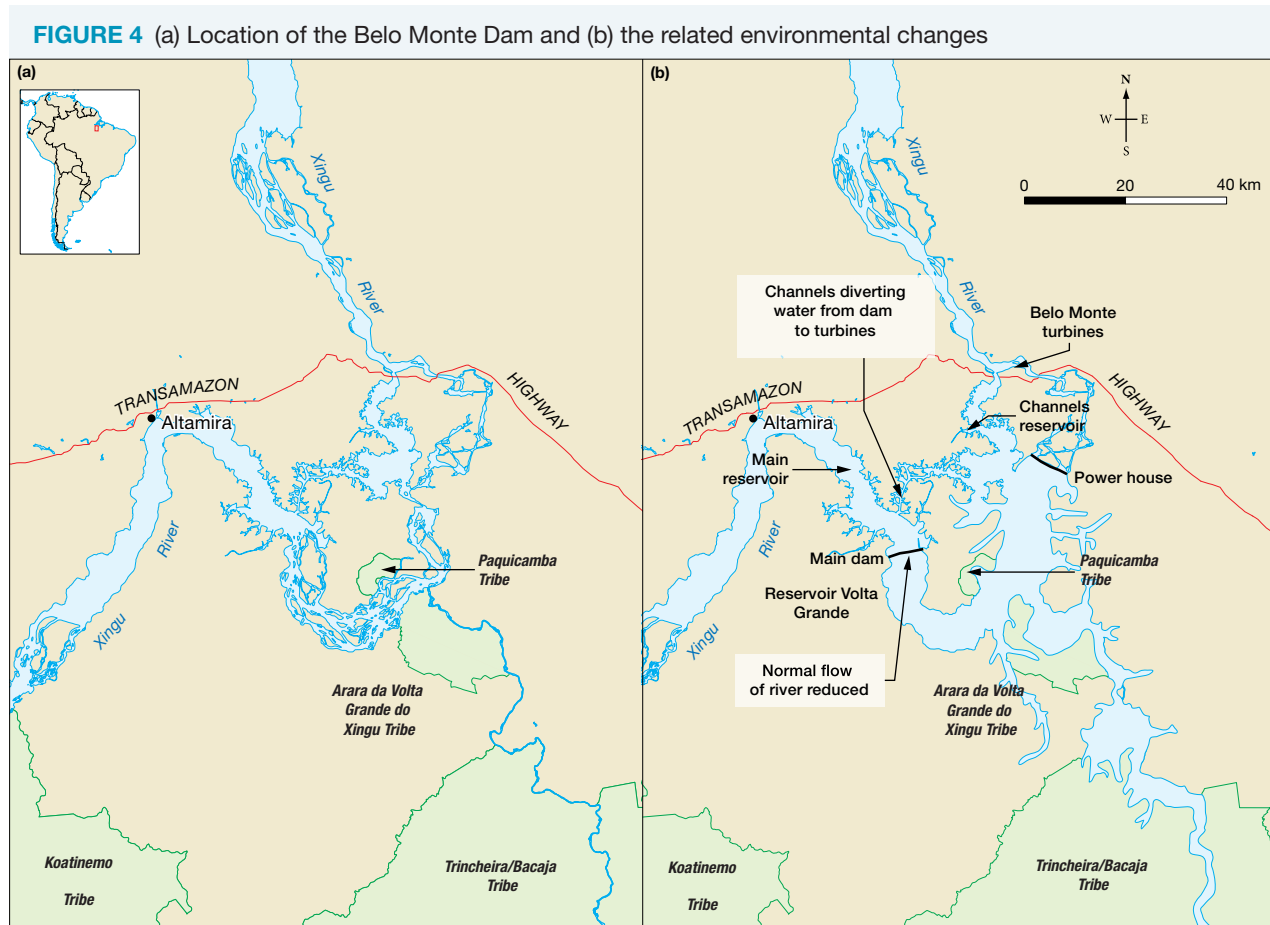 FIGURE 4 (a) Location of the Belo Monte Dam and (b) the related environmental changes
(a)
Xingu
River
TRANSAMAZON
HIGHWAY
Altamira
River
Xingu
Paquicamba
Tribe
Arara da Volta
Grande do
Xingu Tribe
Koatinemo
Tribe
Trincheira/Bacaja
Tribe
(b)
N
W
E
S
0
20
40 km
Xingu
River
Channels diverting
water from dam
to turbines
Belo Monte
turbines
TRANSAMAZON
HIGHWAY
Altamira
Channels
reservoir
Main
reservoir
Power house
River
Main dam
Paquicamba
Tribe
Reservoir Volta
Grande
Xingu
Normal flow
of river reduced
Arara da Volta
Grande do
Xingu Tribe
Koatinemo
Tribe
Trincheira/Bacaja
Tribe